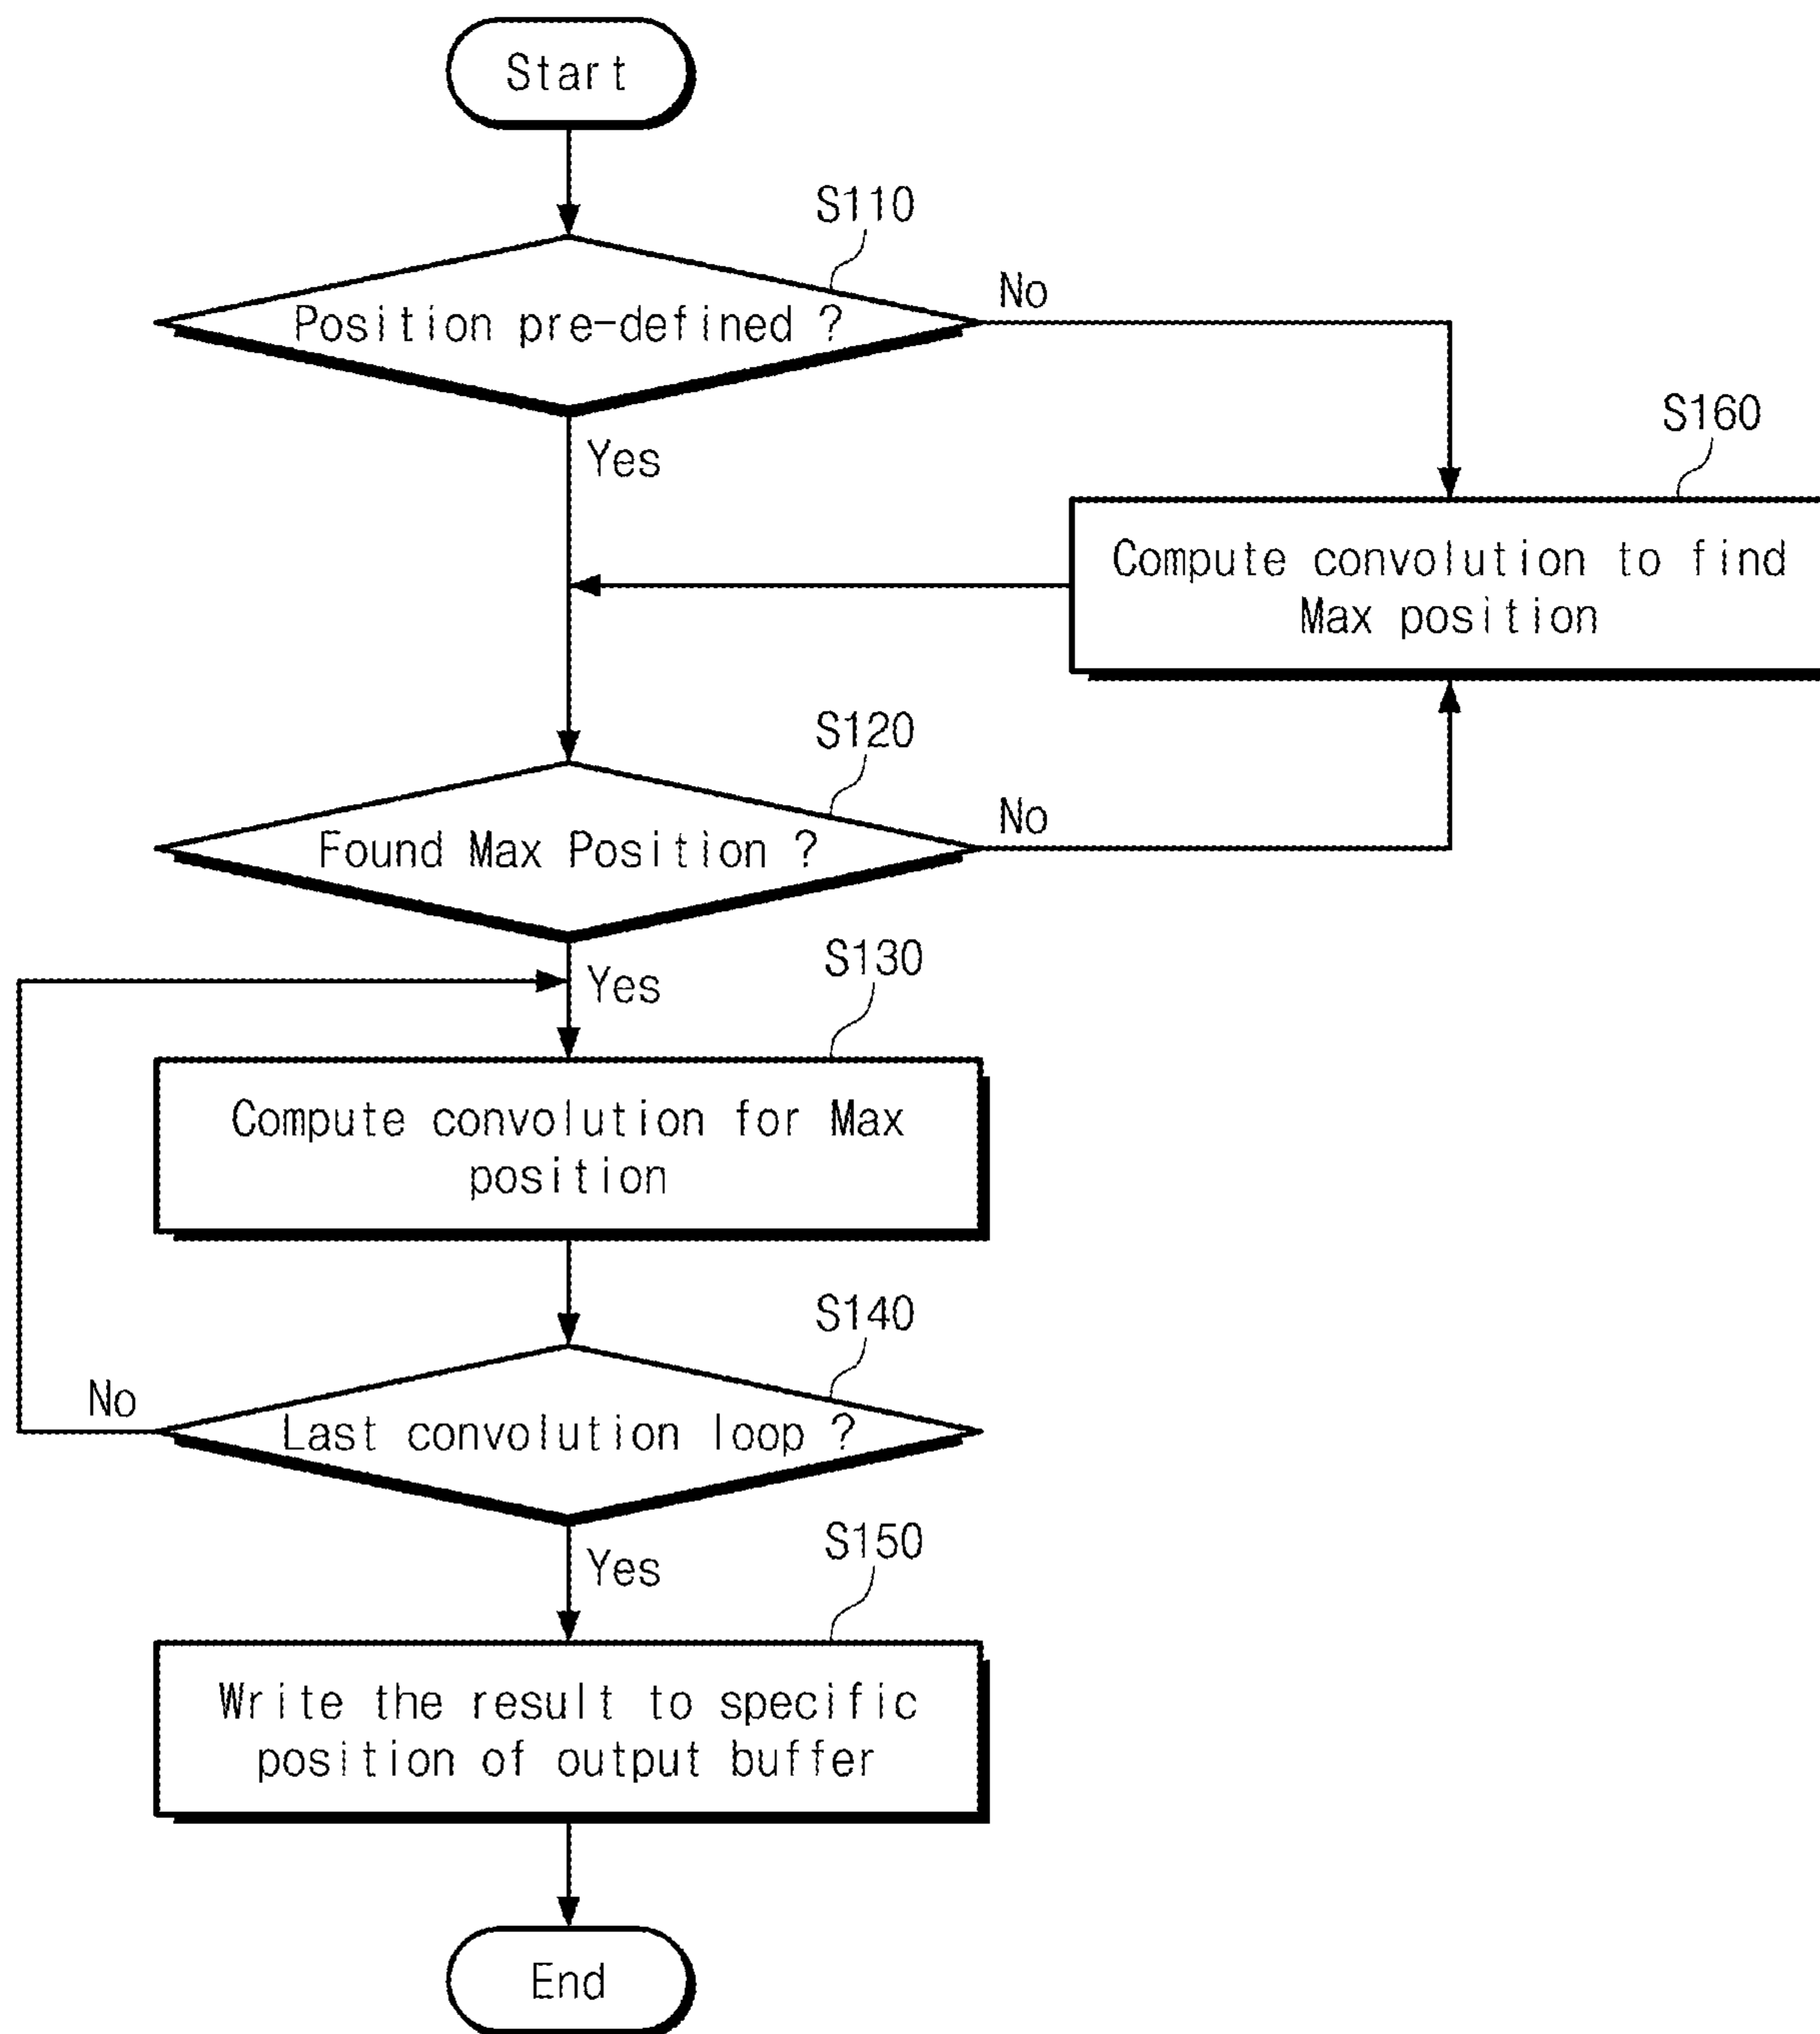 Start
S110
Position pre-defined ?
No
Yes
S160
Compute convolution to find
Max position
S120
Found Max Position ?
No
Yes
S130
Compute convolution for Max
position
S140
Last convolution loop ?
No
Yes
S150
Write the result to specific
position of output buffer
End